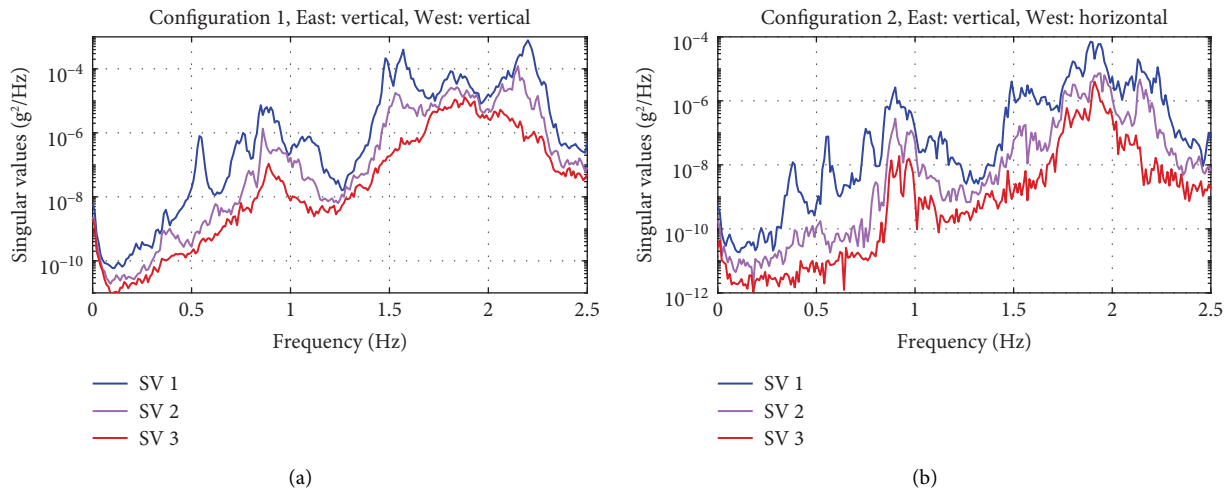 Configuration 1, East: vertical, West: vertical
Singular values (g²/Hz)
10⁻⁴
10⁻⁶
10⁻⁸
10⁻¹⁰
0 0.5 1 1.5 2 2.5
Frequency (Hz)
SV 1
SV 2
SV 3
(a)
Configuration 2, East: vertical, West: horizontal
Singular values (g²/Hz)
10⁻⁴
10⁻⁶
10⁻⁸
10⁻¹⁰
10⁻¹²
0 0.5 1 1.5 2 2.5
Frequency (Hz)
SV 1
SV 2
SV 3
(b)